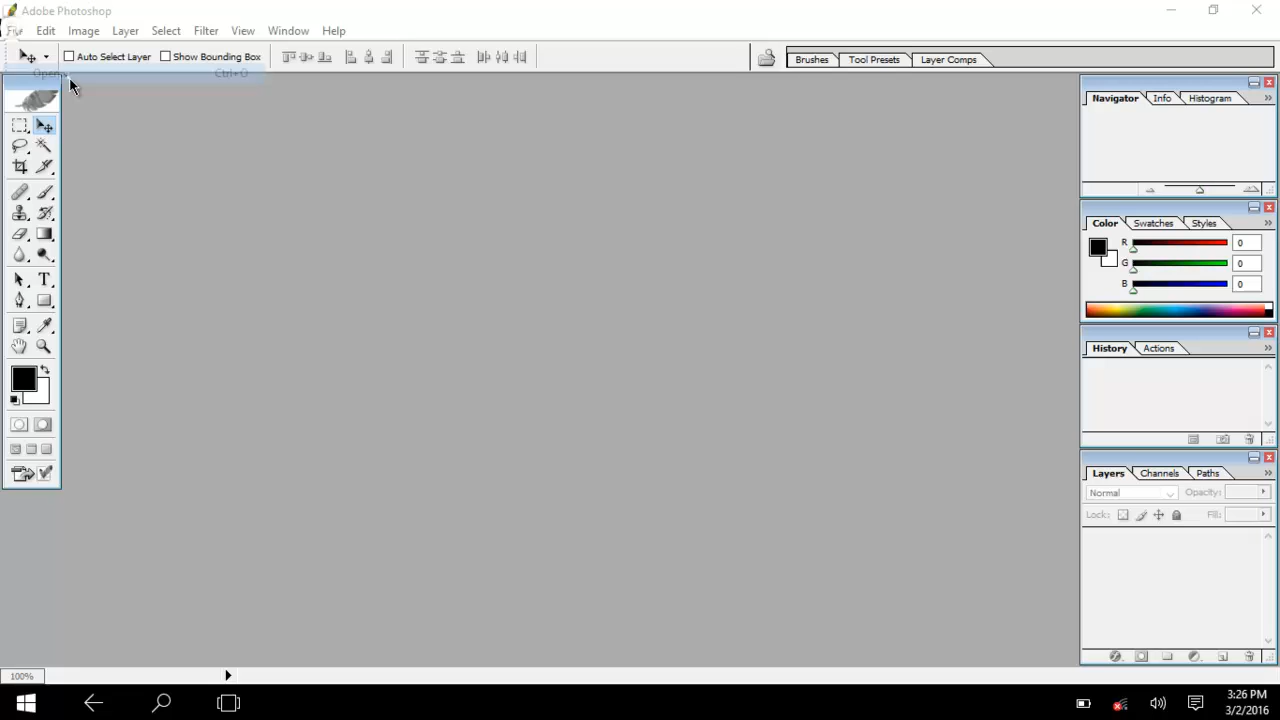 Adobe Photoshop
File Edit Image Layer Select Filter View Window Help
Auto Select Layer Show Bounding Box Brushes Tool Presets Layer Comps
Open... Ctrl+O
Navigator Info Histogram
Color Swatches Styles
R 0
G 0
B 0
History Actions
Layers Channels Paths
Normal Opacity:
Lock: Fill:
100%
3:26 PM
3/2/2016